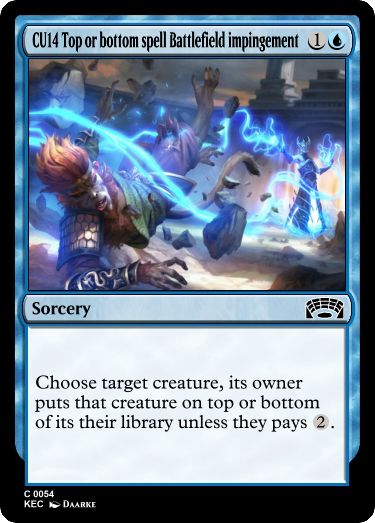 CU14 Top or bottom spell Battlefield impingement 1
Sorcery
Choose target creature, its owner
puts that creature on top or bottom
of its their library unless they pays 2.
C 0054
KEC DAARKE